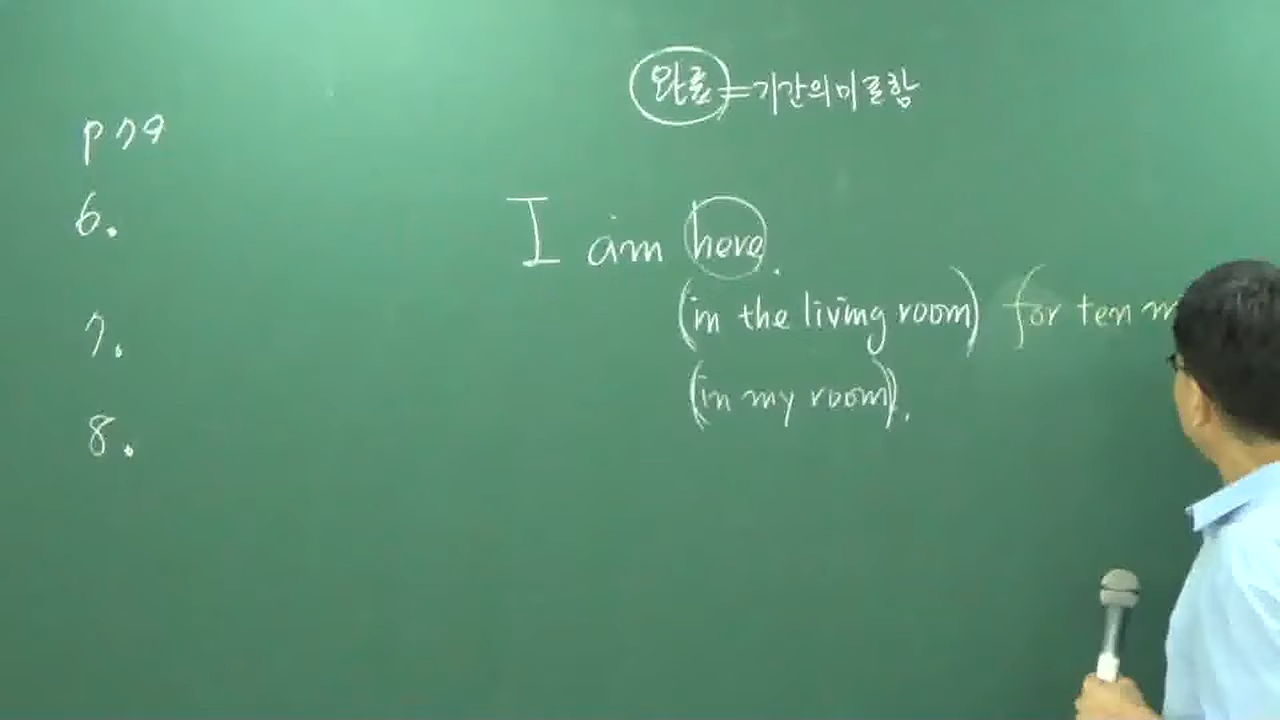 완료=기간의미포함
p 79
6.
I am here.
(in the living room) for ten
7.
(in my room).
8.